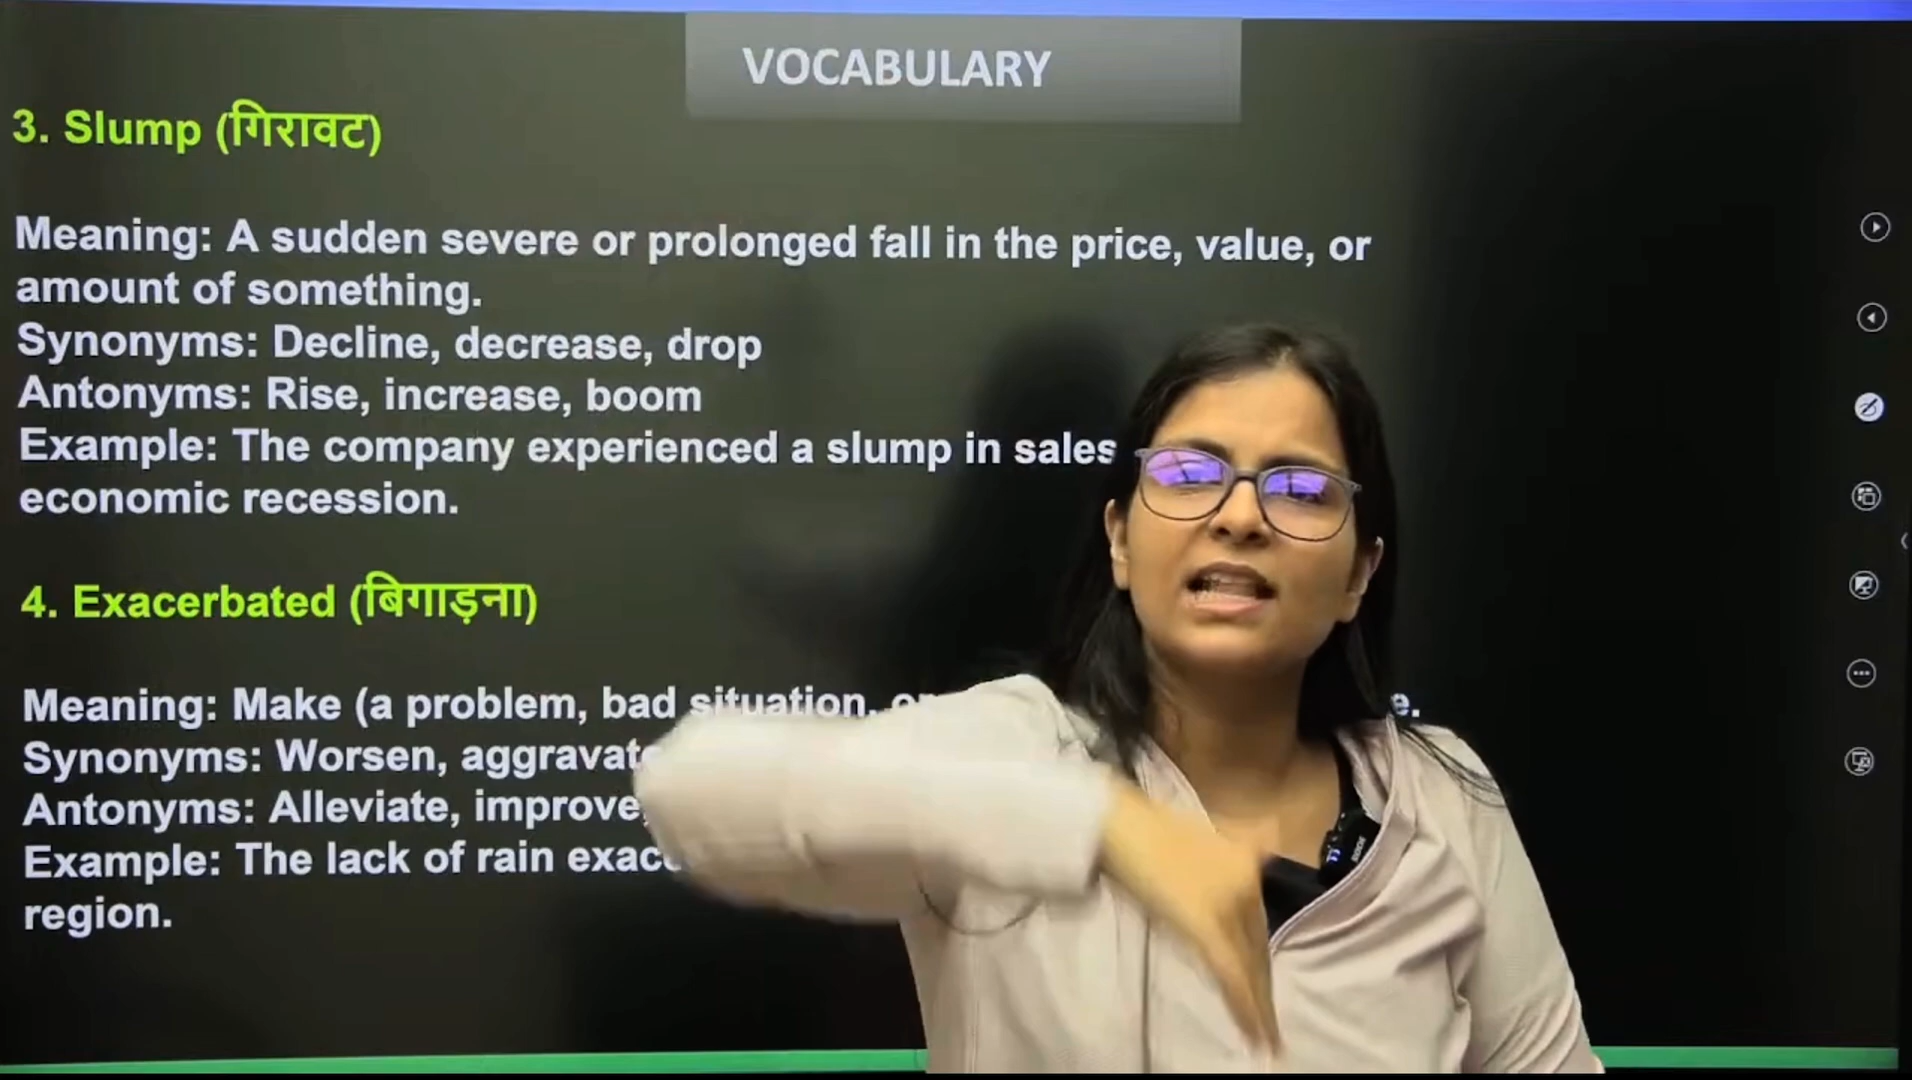 VOCABULARY
3. Slump (गिरावट)
Meaning: A sudden severe or prolonged fall in the price, value, or
amount of something.
Synonyms: Decline, decrease, drop
Antonyms: Rise, increase, boom
Example: The company experienced a slump in sales
economic recession.
4. Exacerbated (बिगाड़ना)
Meaning: Make (a problem, bad situation,
Synonyms: Worsen,
Antonyms: Alleviate, improve,
Example: The lack of rain
region.